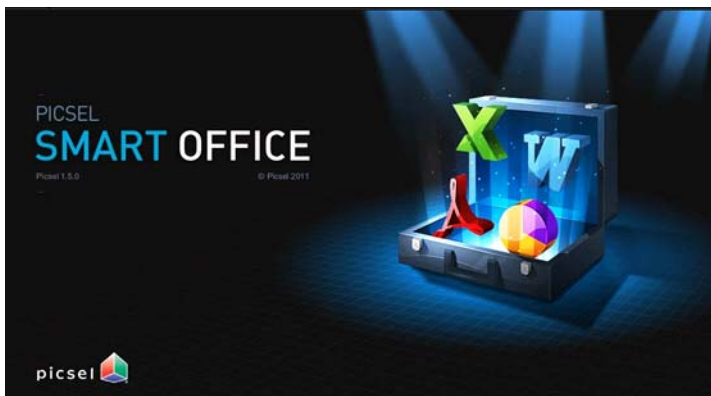 PICSEL
SMART OFFICE
Picsel 1.5.0 © Picsel 2011
X W
picsel